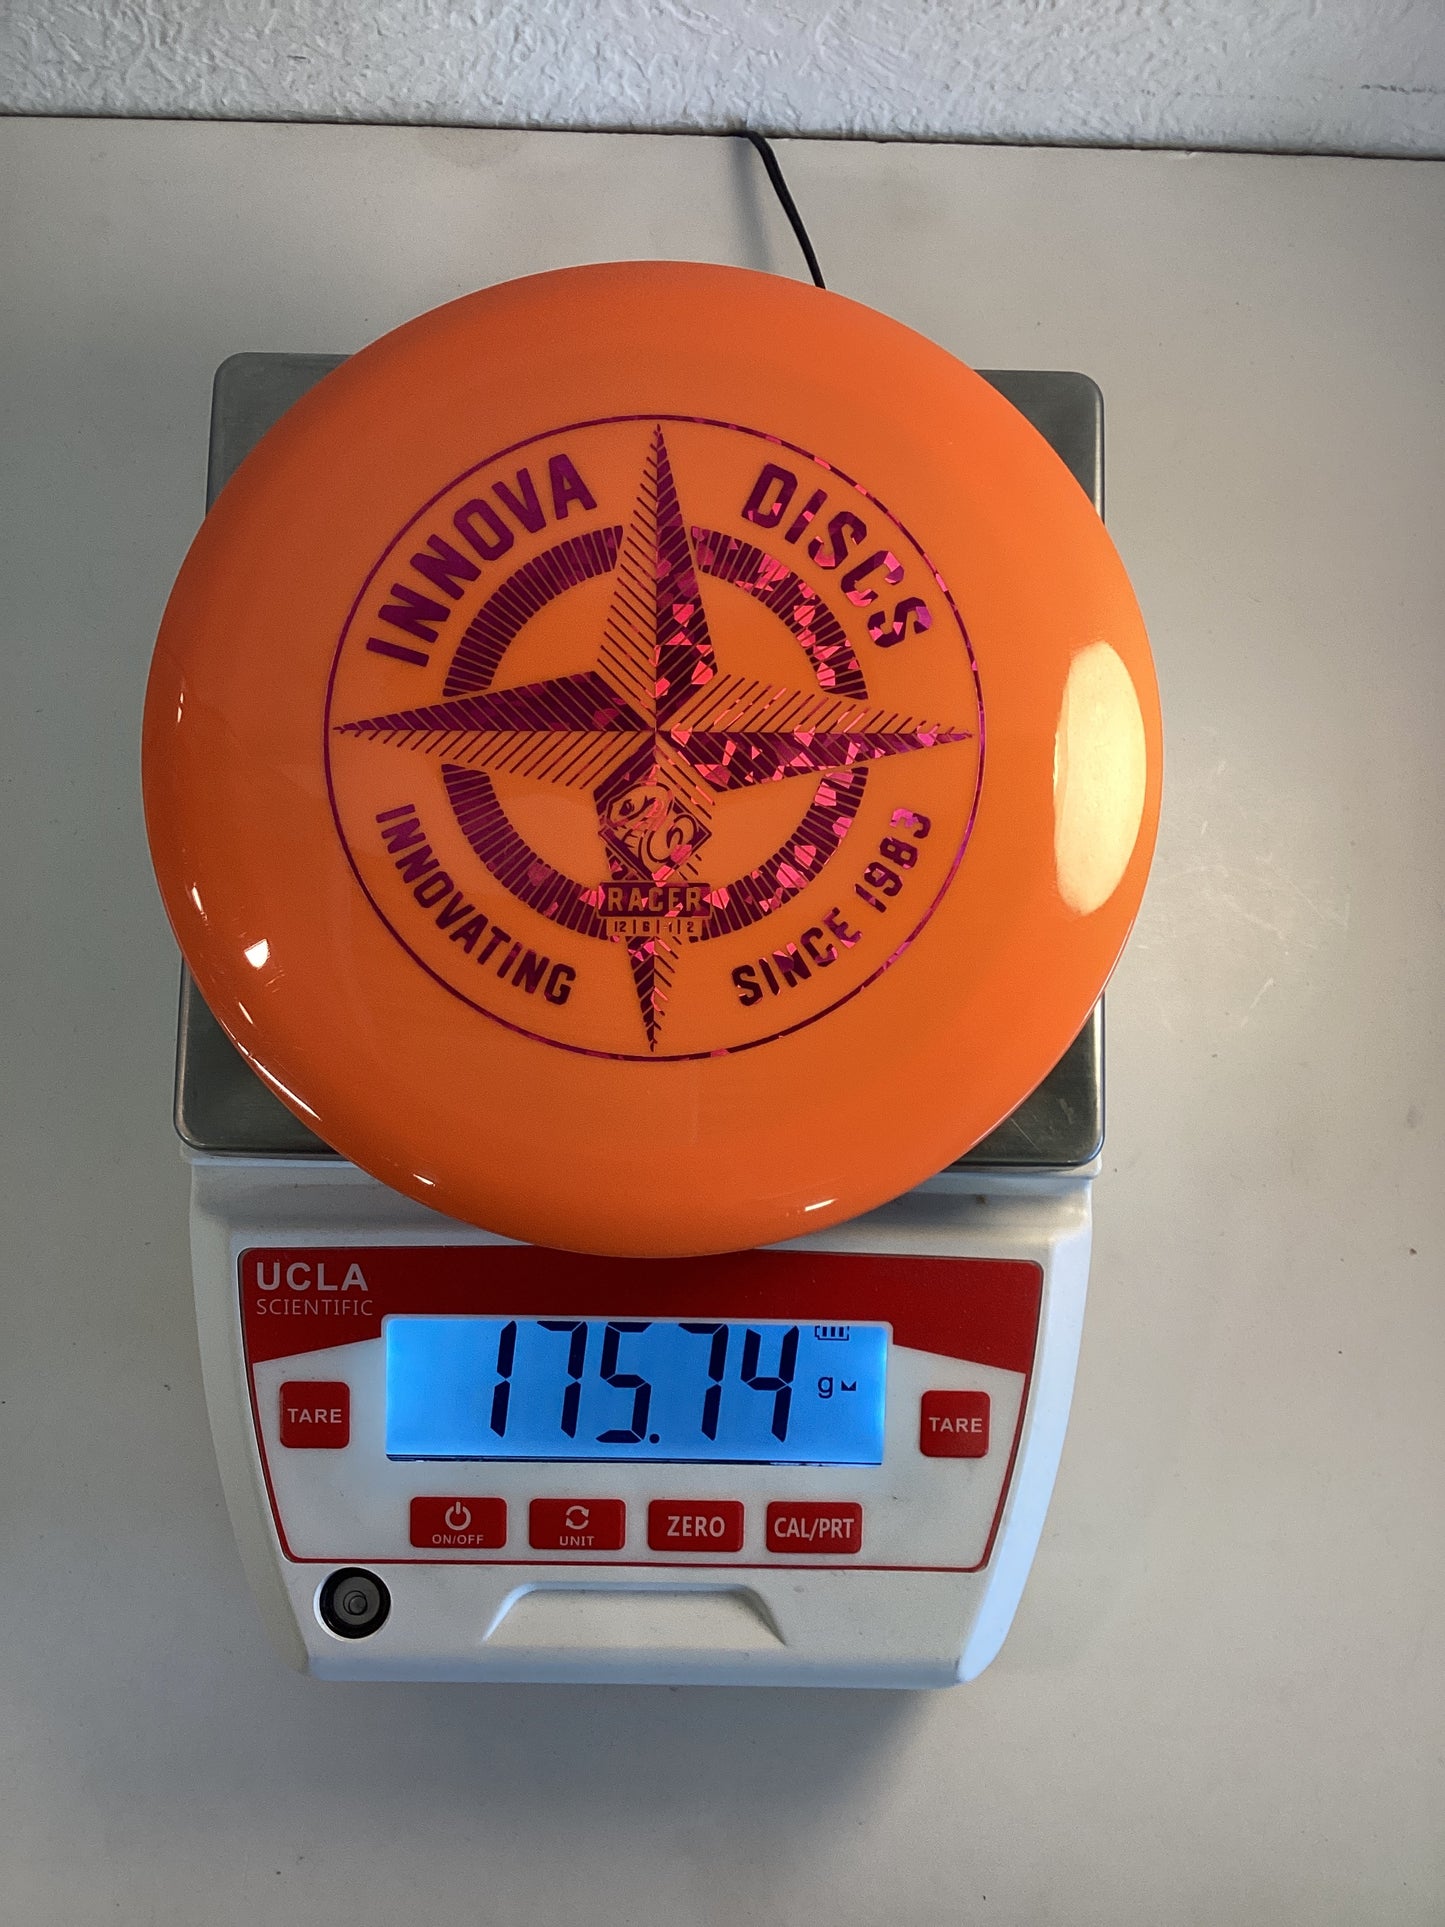 INNOVA DISCS
RACER
12|6|-1|2
INNOVATING SINCE 1983
UCLA
SCIENTIFIC
175.74 g
TARE
TARE
ON/OFF
UNIT
ZERO
CAL/PRT